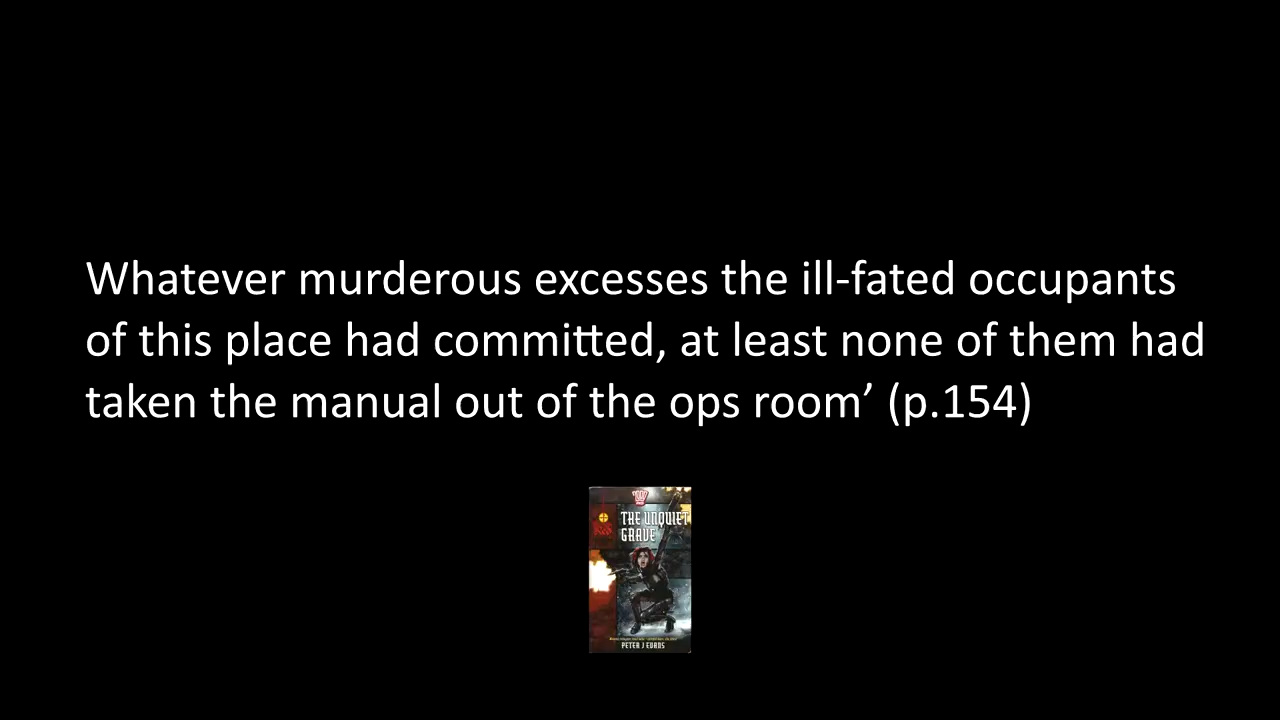 Whatever murderous excesses the ill-fated occupants
of this place had committed, at least none of them had
taken the manual out of the ops room’ (p.154)
THE UNQUIET
GRAVE
PETER J EVANS